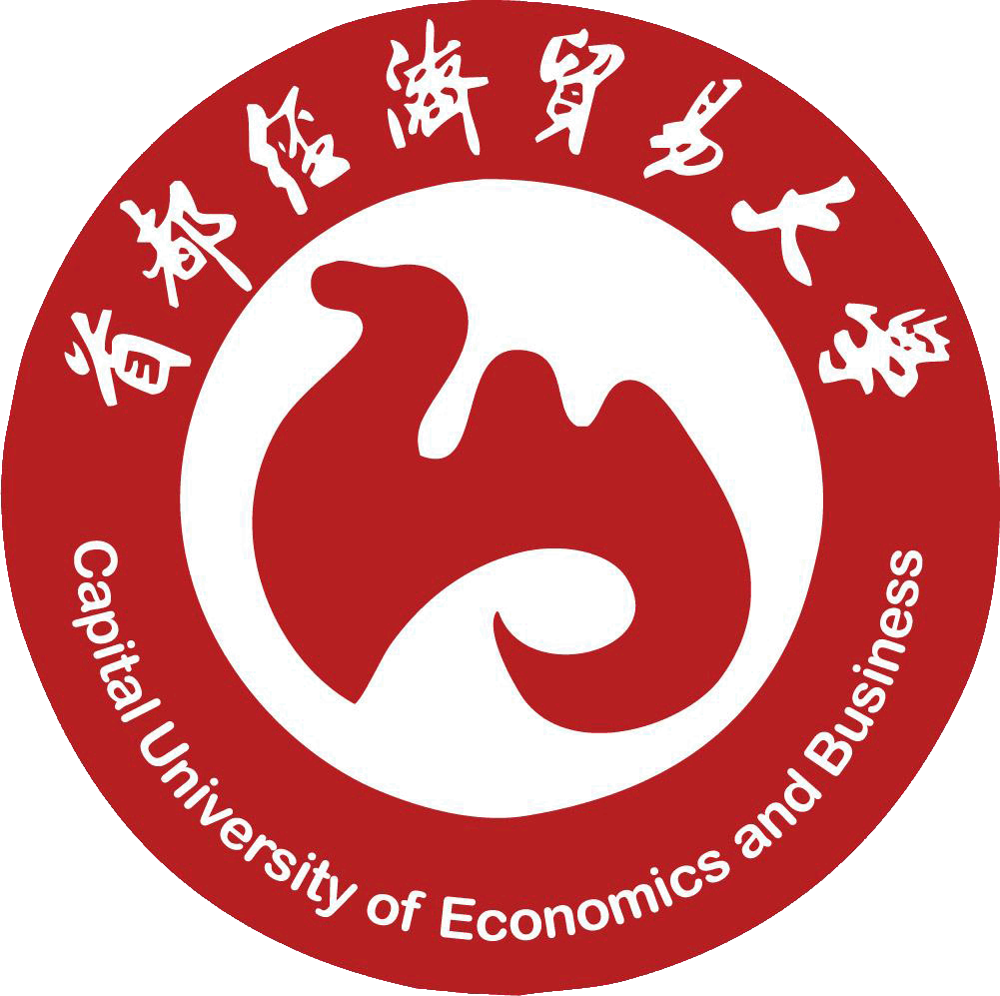 首都经济贸易大学
Capital University of Economics and Business